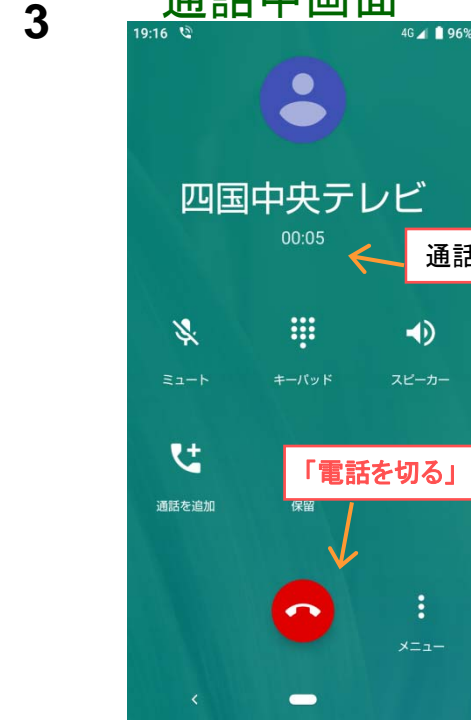 3
通話中画面
19:16
4G 96%
四国中央テレビ
00:05
通話
ミュート
キーパッド
スピーカー
「電話を切る」
通話を追加
保留
メニュー